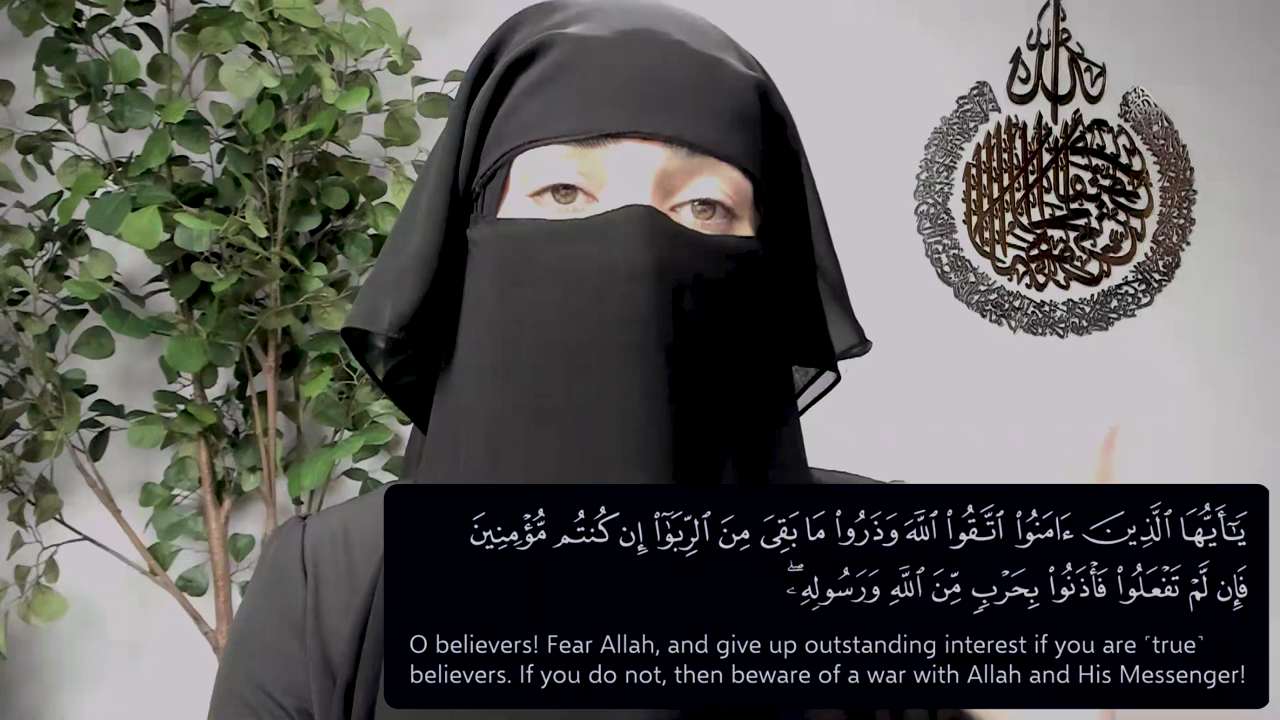 يَـٰٓأَيُّهَا ٱلَّذِينَ ءَامَنُوا۟ ٱتَّقُوا۟ ٱللَّهَ وَذَرُوا۟ مَا بَقِىَ مِنَ ٱلرِّبَوٰٓا۟ إِن كُنتُم مُّؤْمِنِينَ
فَإِن لَّمْ تَفْعَلُوا۟ فَأْذَنُوا۟ بِحَرْبٍ مِّنَ ٱللَّهِ وَرَسُولِهِۦ ۖ
O believers! Fear Allah, and give up outstanding interest if you are ˹true˺
believers. If you do not, then beware of a war with Allah and His Messenger!